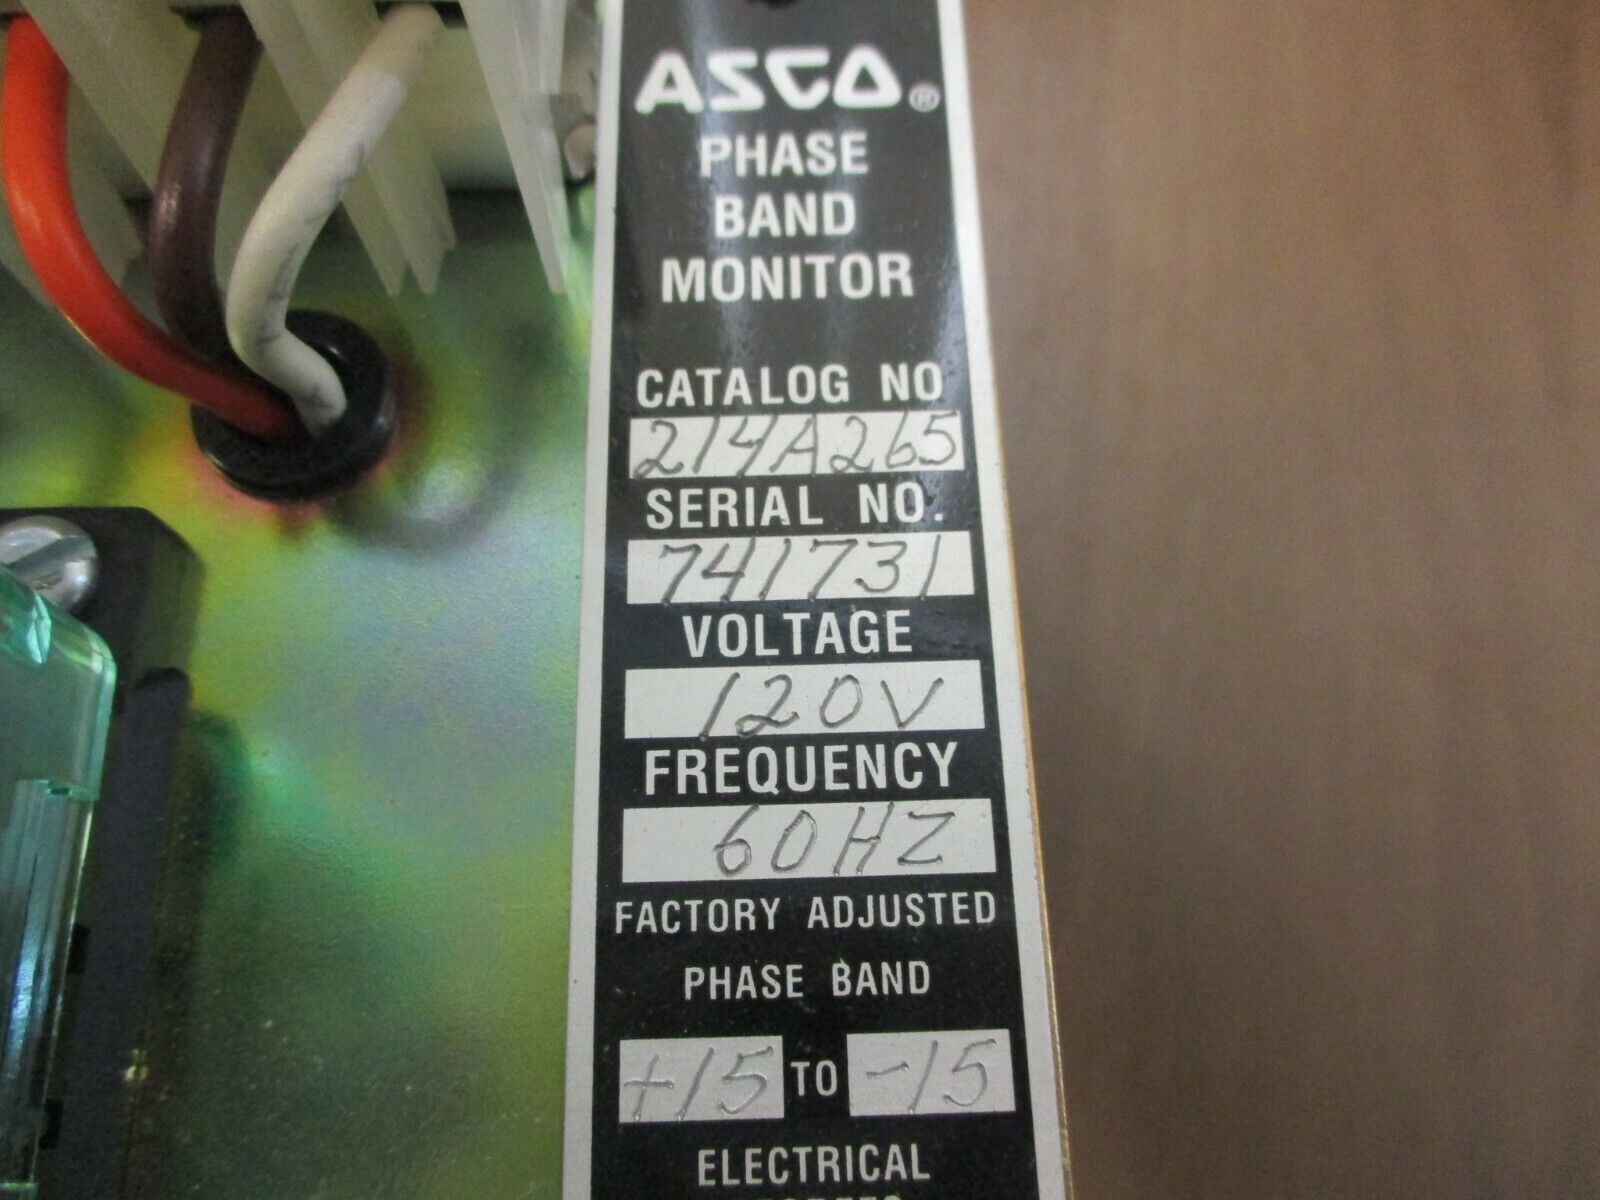 ASCO®
PHASE
BAND
MONITOR
CATALOG NO
214A265
SERIAL NO.
741731
VOLTAGE
120V
FREQUENCY
60HZ
FACTORY ADJUSTED
PHASE BAND
+15 TO -15
ELECTRICAL